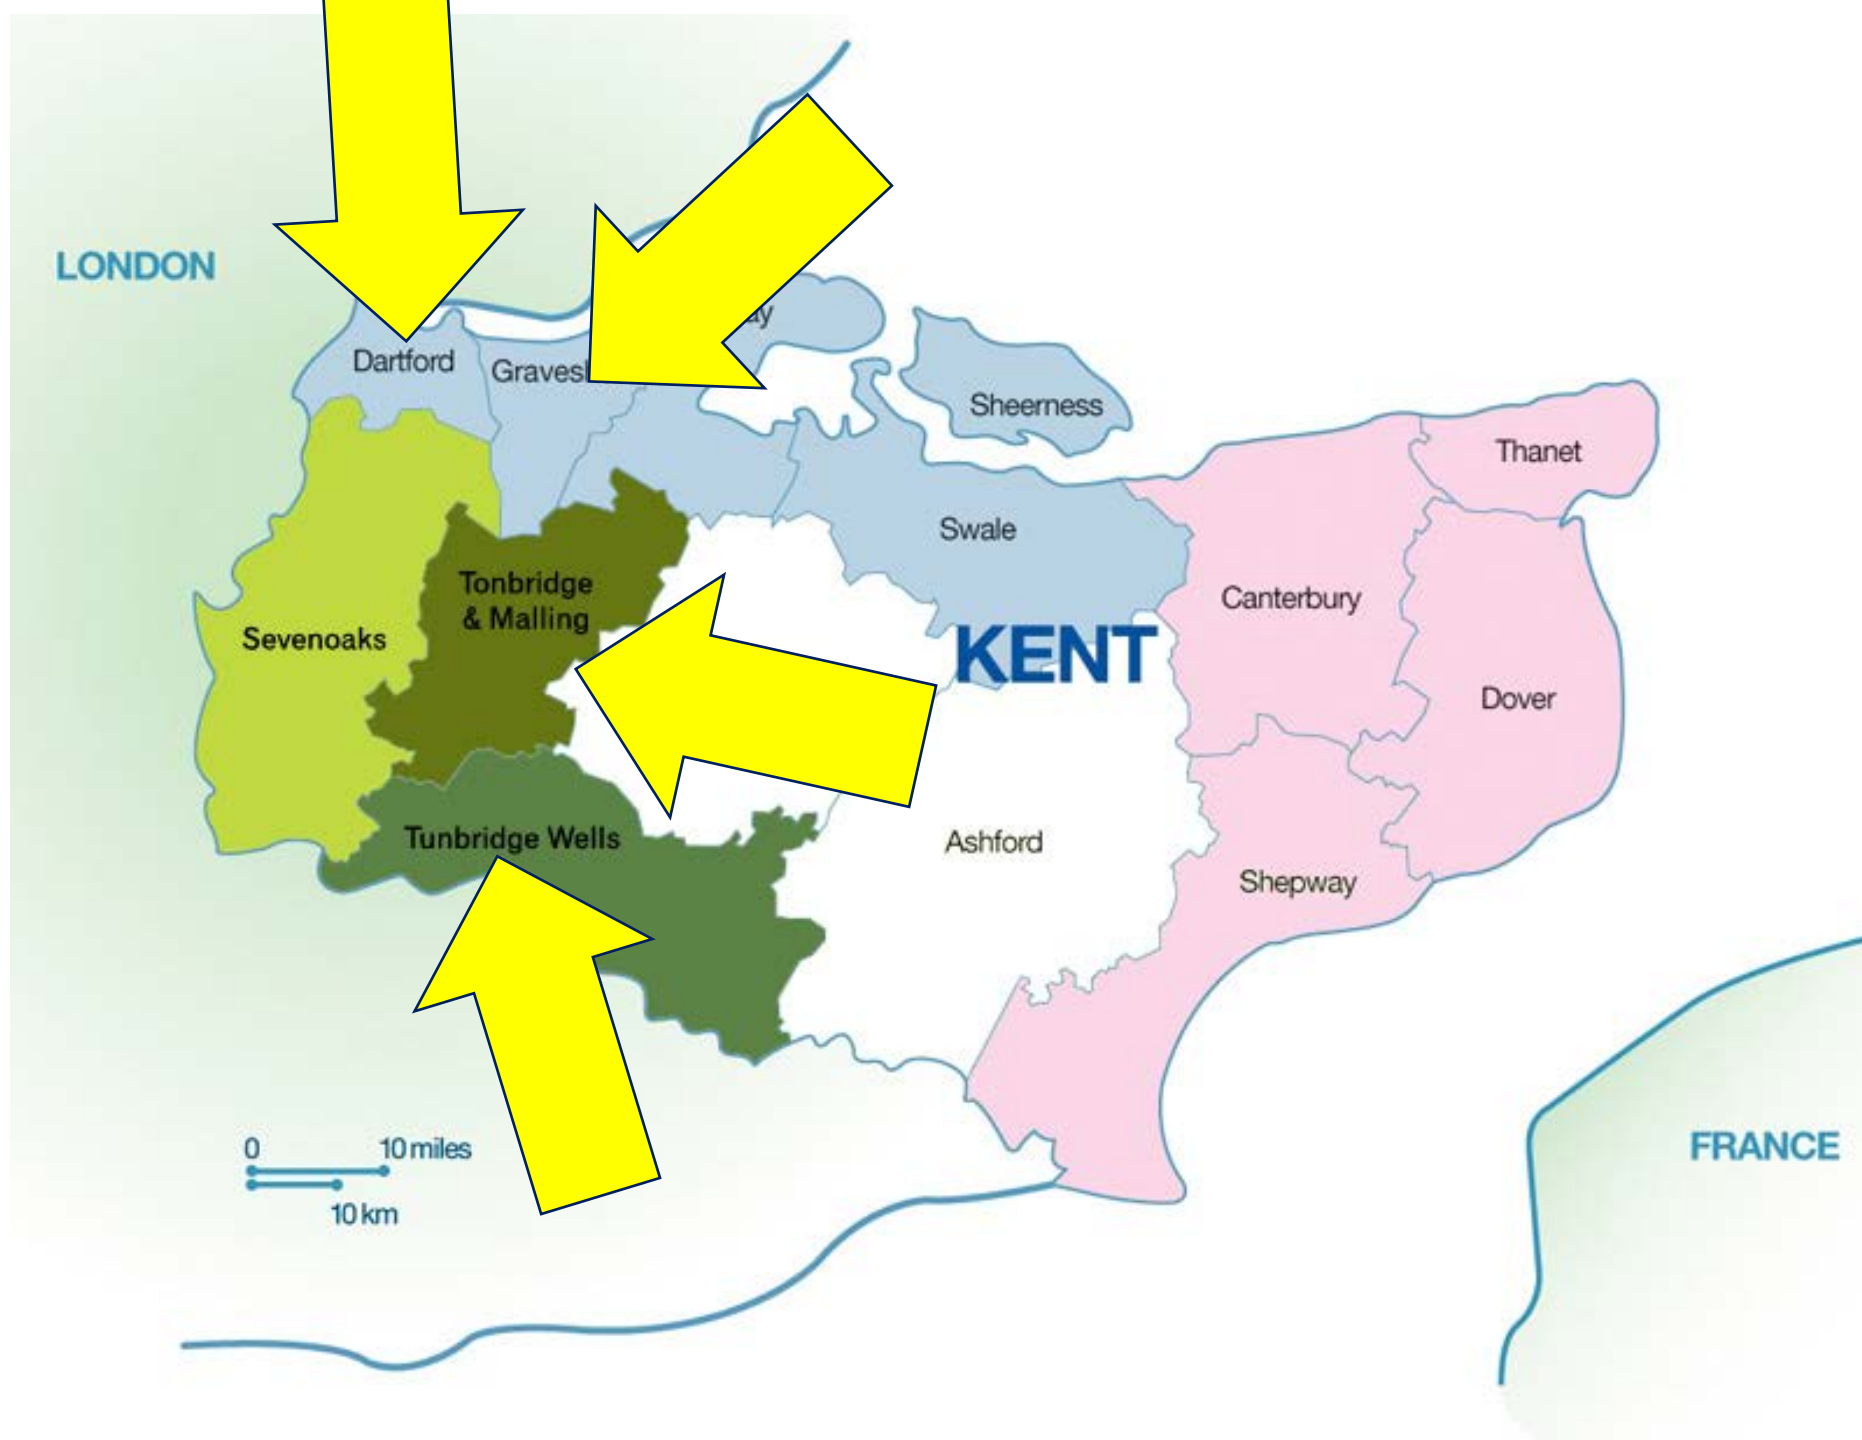 LONDON
Dartford
Graves
ay
Sheerness
Thanet
Swale
Tonbridge
& Malling
Canterbury
Sevenoaks
KENT
Dover
Tunbridge Wells
Ashford
Shepway
0 10 miles
10 km
FRANCE